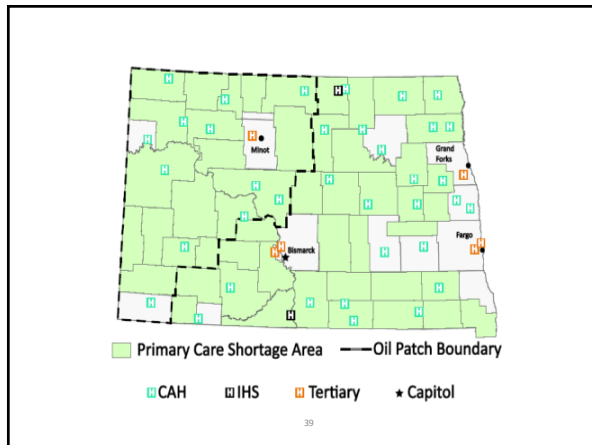 Minot
Grand
Forks
Fargo
Bismarck
Primary Care Shortage Area
Oil Patch Boundary
H CAH
H IHS
H Tertiary
Capitol
39